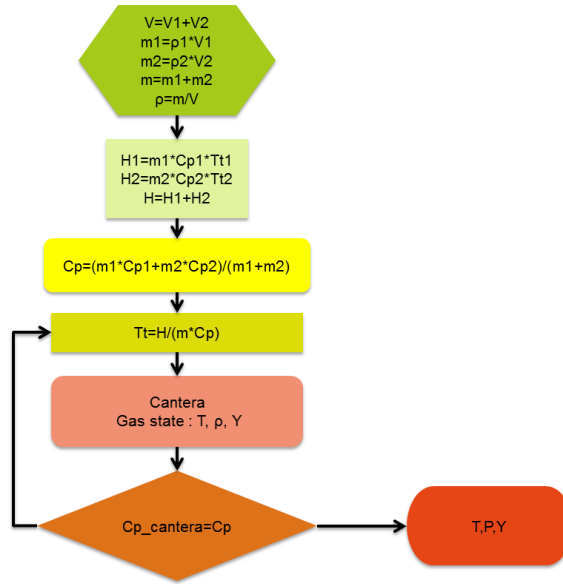 V=V1+V2
m1=ρ1*V1
m2=ρ2*V2
m=m1+m2
ρ=m/V
H1=m1*Cp1*Tt1
H2=m2*Cp2*Tt2
H=H1+H2
Cp=(m1*Cp1+m2*Cp2)/(m1+m2)
Tt=H/(m*Cp)
Cantera
Gas state : T, ρ, Y
Cp_cantera=Cp
T,P,Y